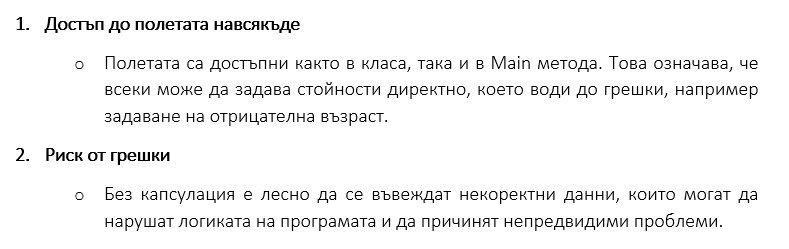 1. Достъп до полетата навсякъде
o Полетата са достъпни както в класа, така и в Main метода. Това означава, че
всеки може да задава стойности директно, което води до грешки, например
задаване на отрицателна възраст.
2. Риск от грешки
o Без капсулация е лесно да се въвеждат некоректни данни, които могат да
нарушат логиката на програмата и да причинят непредвидими проблеми.